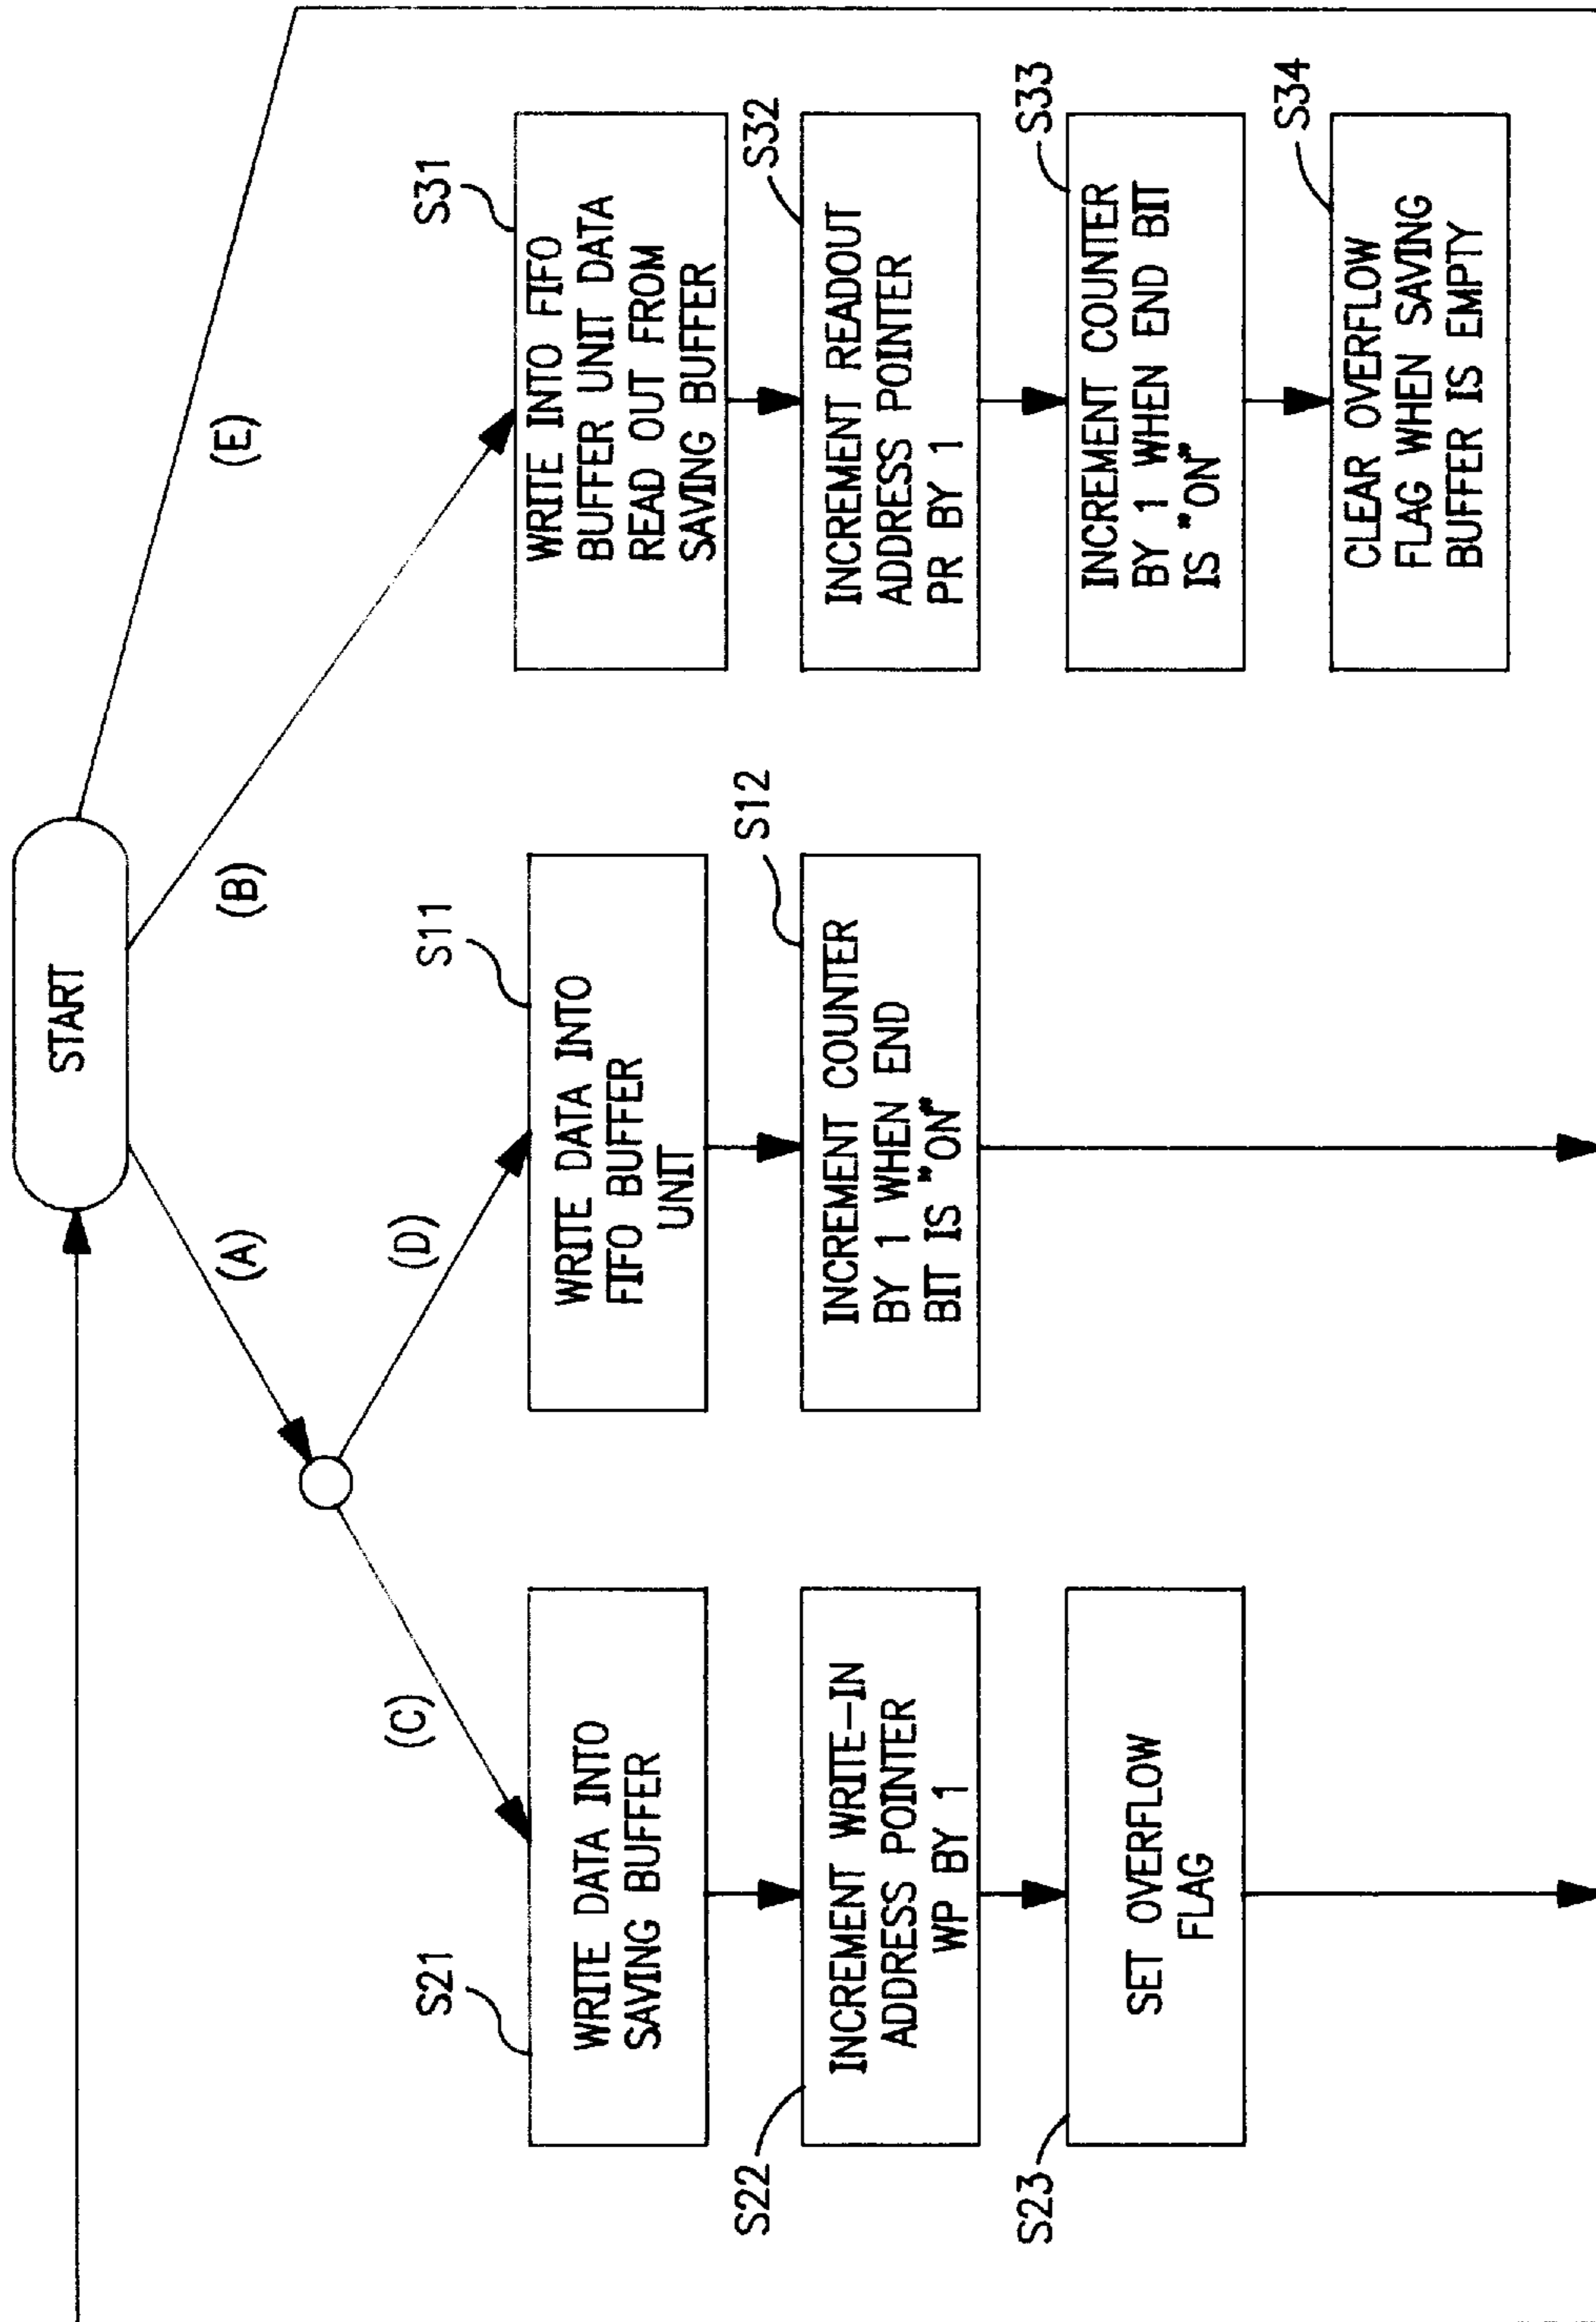 START
(A)
(B)
(E)
(C)
(D)
S21
WRITE DATA INTO
SAVING BUFFER
S22
INCREMENT WRITE-IN
ADDRESS POINTER
WP BY 1
S23
SET OVERFLOW
FLAG
S11
WRITE DATA INTO
FIFO BUFFER
UNIT
S12
INCREMENT COUNTER
BY 1 WHEN END
BIT IS "ON"
S31
WRITE INTO FIFO
BUFFER UNIT DATA
READ OUT FROM
SAVING BUFFER
S32
INCREMENT READOUT
ADDRESS POINTER
PR BY 1
S33
INCREMENT COUNTER
BY 1 WHEN END BIT
IS "ON"
S34
CLEAR OVERFLOW
FLAG WHEN SAVING
BUFFER IS EMPTY